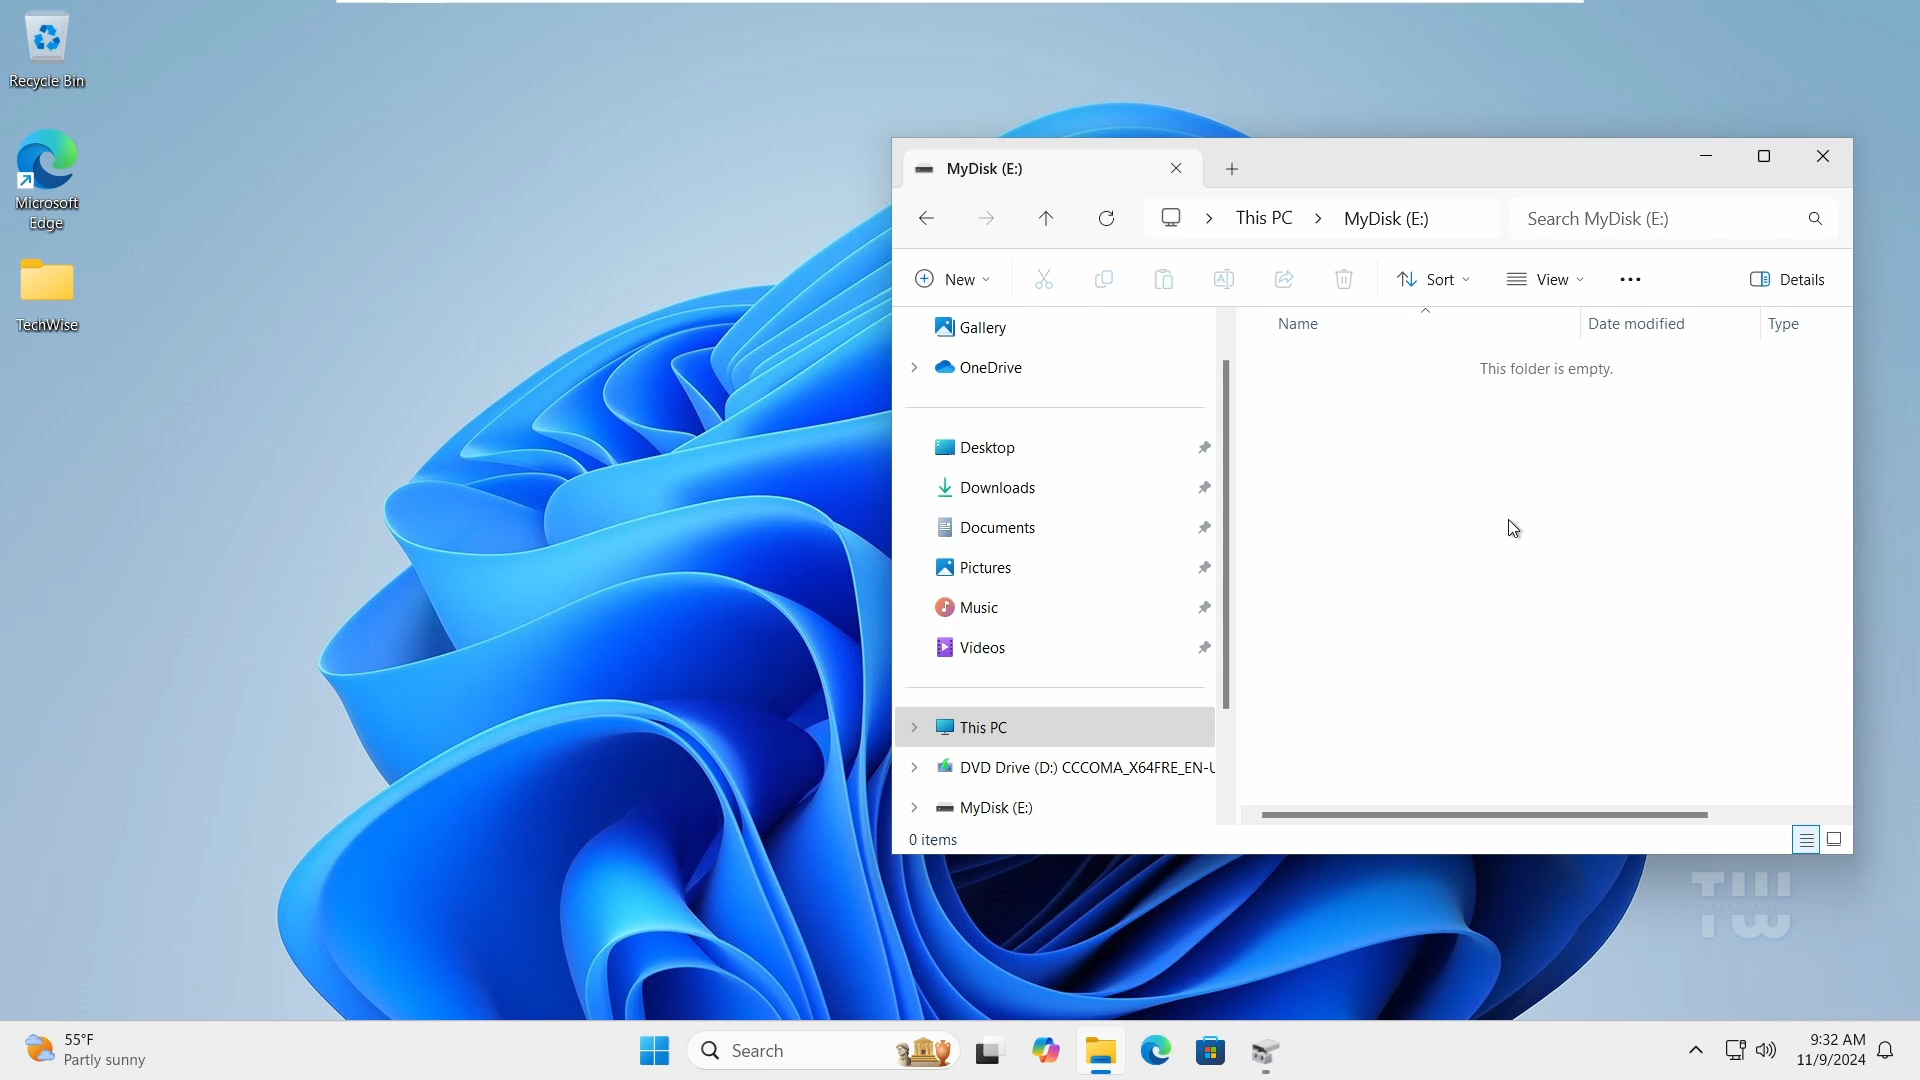 Recycle Bin
Microsoft
Edge
TechWise
MyDisk (E:)
This PC
MyDisk (E:)
Search MyDisk (E:)
New
Sort
View
Details
Gallery
OneDrive
Desktop
Downloads
Documents
Pictures
Music
Videos
This PC
DVD Drive (D:) CCCOMA_X64FRE_EN-U
MyDisk (E:)
Name
Date modified
Type
This folder is empty.
0 items
TW
55°F
Partly sunny
Search
9:32 AM
11/9/2024